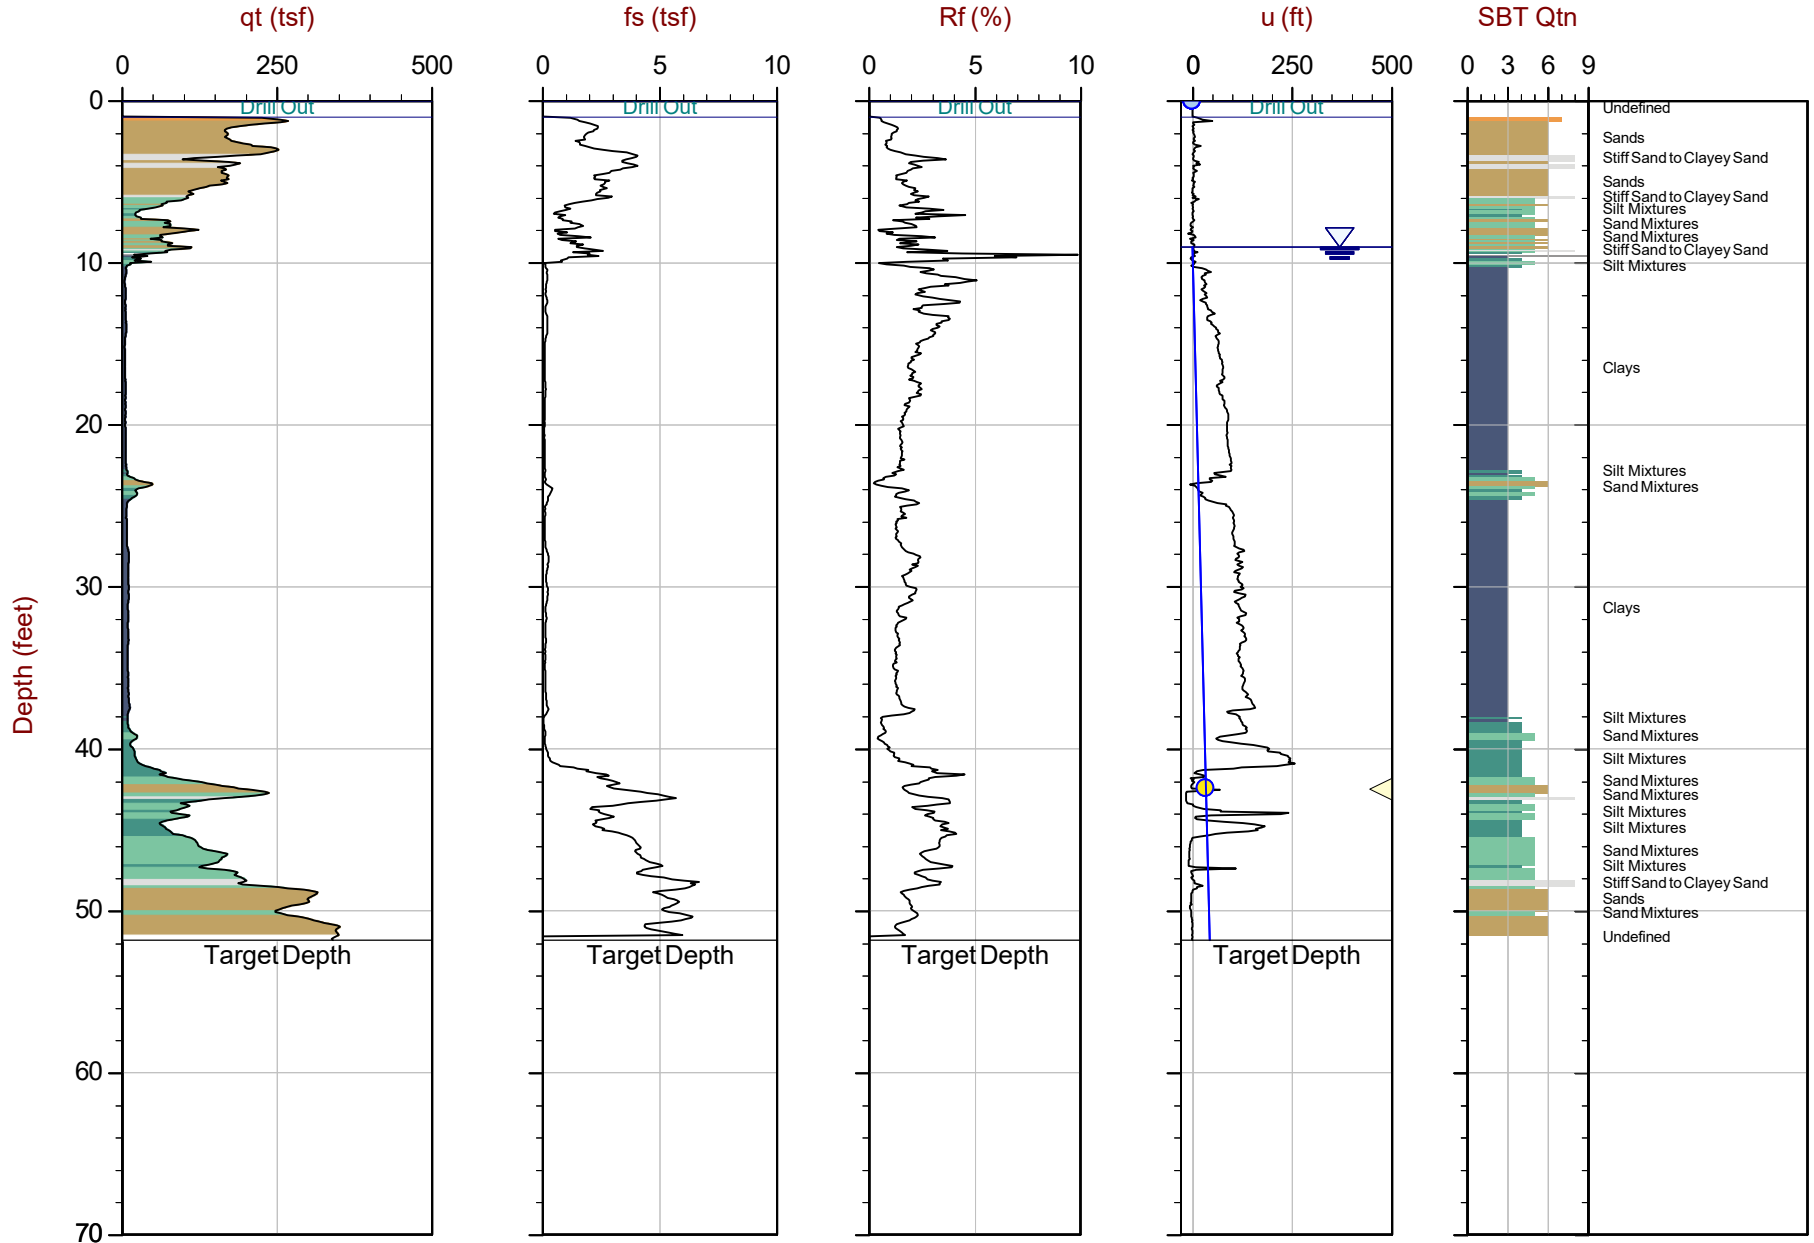 qt (tsf)
fs (tsf)
Rf (%)
u (ft)
SBT Qtn
0 250 500
0 5 10
0 5 10
0 250 500
0 3 6 9
Depth (feet)
0
10
20
30
40
50
60
70
Drill Out
Drill Out
Drill Out
Drill Out
Target Depth
Target Depth
Target Depth
Target Depth
Undefined
Sands
Stiff Sand to Clayey Sand
Sands
Stiff Sand to Clayey Sand
Silt Mixtures
Sand Mixtures
Sand Mixtures
Stiff Sand to Clayey Sand
Silt Mixtures
Clays
Silt Mixtures
Sand Mixtures
Clays
Silt Mixtures
Sand Mixtures
Silt Mixtures
Sand Mixtures
Sand Mixtures
Silt Mixtures
Silt Mixtures
Sand Mixtures
Silt Mixtures
Stiff Sand to Clayey Sand
Sands
Sand Mixtures
Undefined